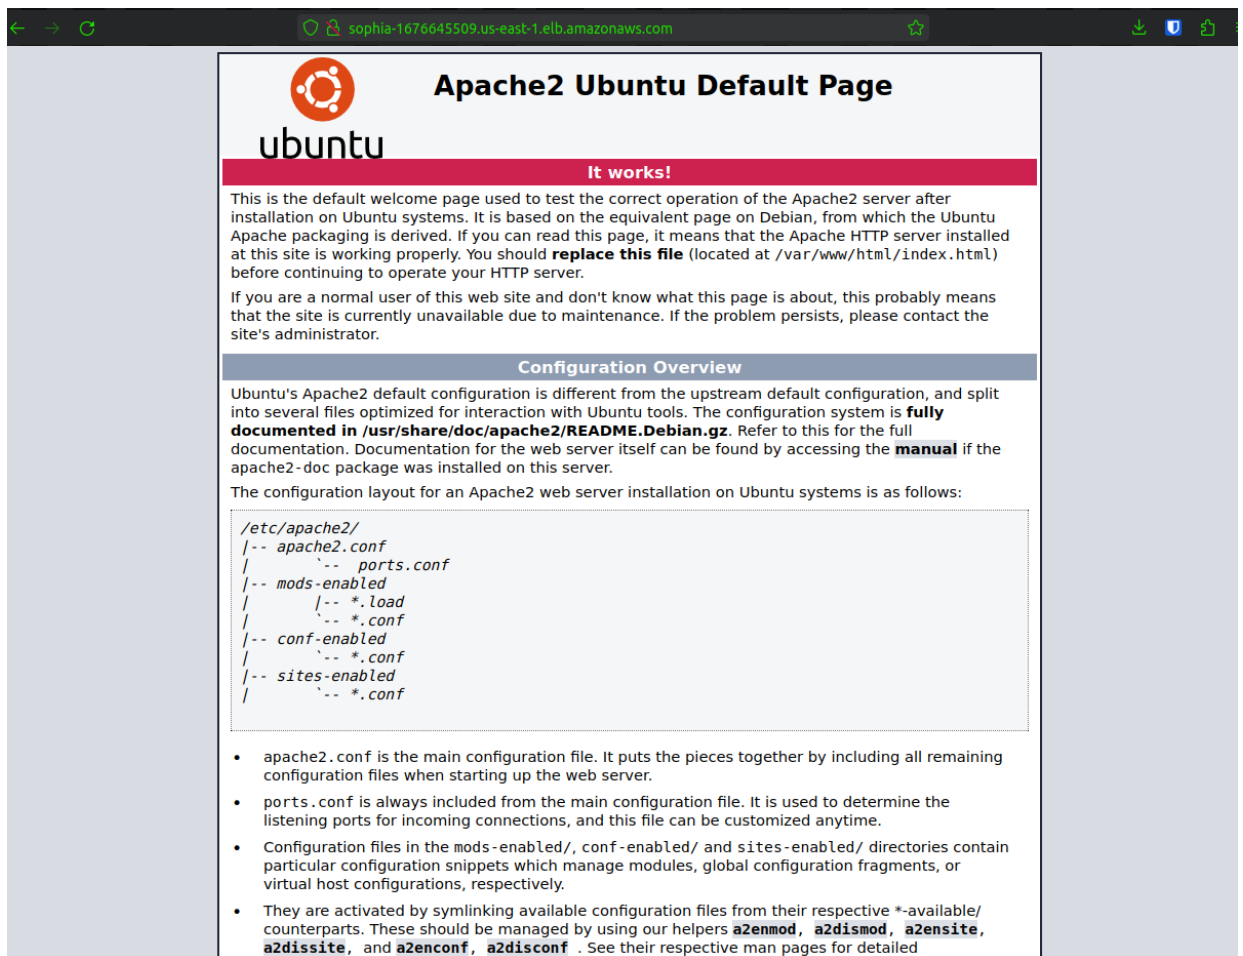 sophia-1676645509.us-east-1.elb.amazonaws.com
ubuntu
Apache2 Ubuntu Default Page
It works!
This is the default welcome page used to test the correct operation of the Apache2 server after
installation on Ubuntu systems. It is based on the equivalent page on Debian, from which the Ubuntu
Apache packaging is derived. If you can read this page, it means that the Apache HTTP server installed
at this site is working properly. You should replace this file (located at /var/www/html/index.html)
before continuing to operate your HTTP server.
If you are a normal user of this web site and don't know what this page is about, this probably means
that the site is currently unavailable due to maintenance. If the problem persists, please contact the
site's administrator.
Configuration Overview
Ubuntu's Apache2 default configuration is different from the upstream default configuration, and split
into several files optimized for interaction with Ubuntu tools. The configuration system is fully
documented in /usr/share/doc/apache2/README.Debian.gz. Refer to this for the full
documentation. Documentation for the web server itself can be found by accessing the manual if the
apache2-doc package was installed on this server.
The configuration layout for an Apache2 web server installation on Ubuntu systems is as follows:
/etc/apache2/
|-- apache2.conf
|       `--  ports.conf
|-- mods-enabled
|       |-- *.load
|       `-- *.conf
|-- conf-enabled
|       `-- *.conf
|-- sites-enabled
|       `-- *.conf
• apache2.conf is the main configuration file. It puts the pieces together by including all remaining
configuration files when starting up the web server.
• ports.conf is always included from the main configuration file. It is used to determine the
listening ports for incoming connections, and this file can be customized anytime.
• Configuration files in the mods-enabled/, conf-enabled/ and sites-enabled/ directories contain
particular configuration snippets which manage modules, global configuration fragments, or
virtual host configurations, respectively.
• They are activated by symlinking available configuration files from their respective *-available/
counterparts. These should be managed by using our helpers a2enmod, a2dismod, a2ensite,
a2dissite, and a2enconf, a2disconf . See their respective man pages for detailed